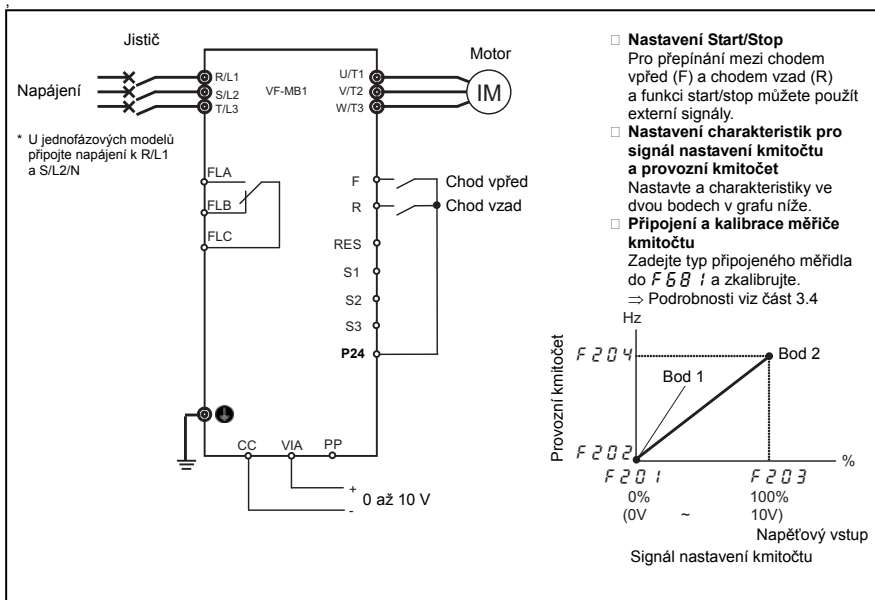 ,
Jistič
Motor
Napájení
R/L1
S/L2
T/L3
VF-MB1
U/T1
V/T2
W/T3
IM
* U jednofázových modelů
připojte napájení k R/L1
a S/L2/N
FLA
FLB
FLC
F
R
RES
S1
S2
S3
P24
Chod vpřed
Chod vzad
CC
VIA
PP
+
-
0 až 10 V
□ Nastavení Start/Stop
Pro přepínání mezi chodem
vpřed (F) a chodem vzad (R)
a funkci start/stop můžete použít
externí signály.
□ Nastavení charakteristik pro
signál nastavení kmitočtu
a provozní kmitočet
Nastavte a charakteristiky ve
dvou bodech v grafu níže.
□ Připojení a kalibrace měřiče
kmitočtu
Zadejte typ připojeného měřidla
do F681 a zkalibrujte.
⇒ Podrobnosti viz část 3.4
Hz
Provozní kmitočet
F204
Bod 2
Bod 1
F202
%
F201
F203
0%
100%
(0V ~ 10V)
Napěťový vstup
Signál nastavení kmitočtu